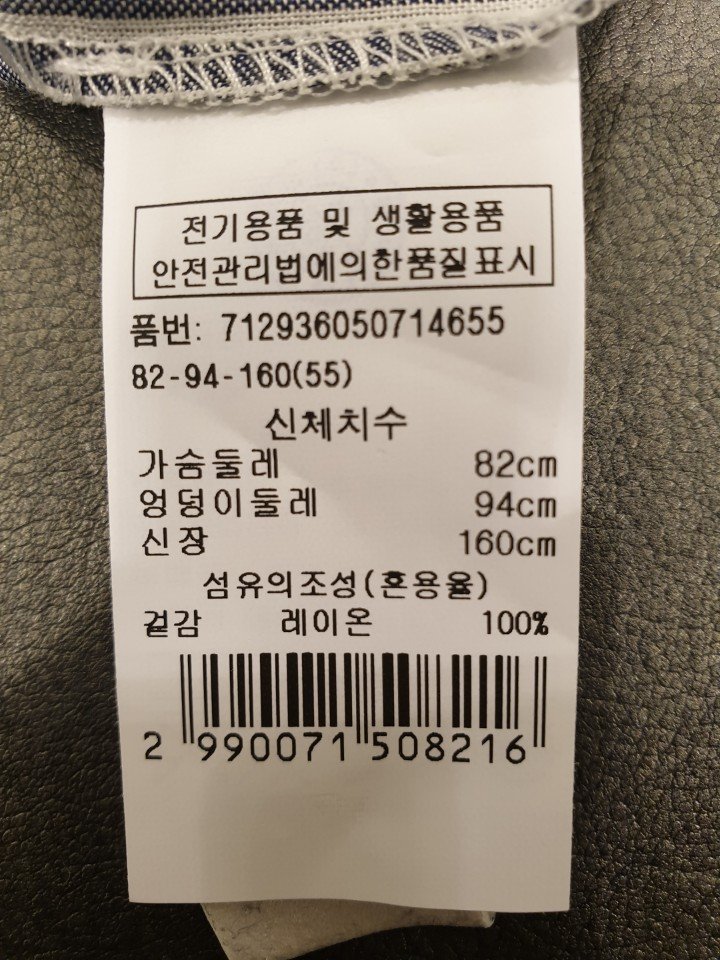 전기용품 및 생활용품
안전관리법에의한품질표시
품번: 712936050714655
82-94-160(55)
신체치수
가슴둘레 82cm
엉덩이둘레 94cm
신장 160cm
섬유의조성(혼용율)
겉감 레이온 100%
2 990071 508216